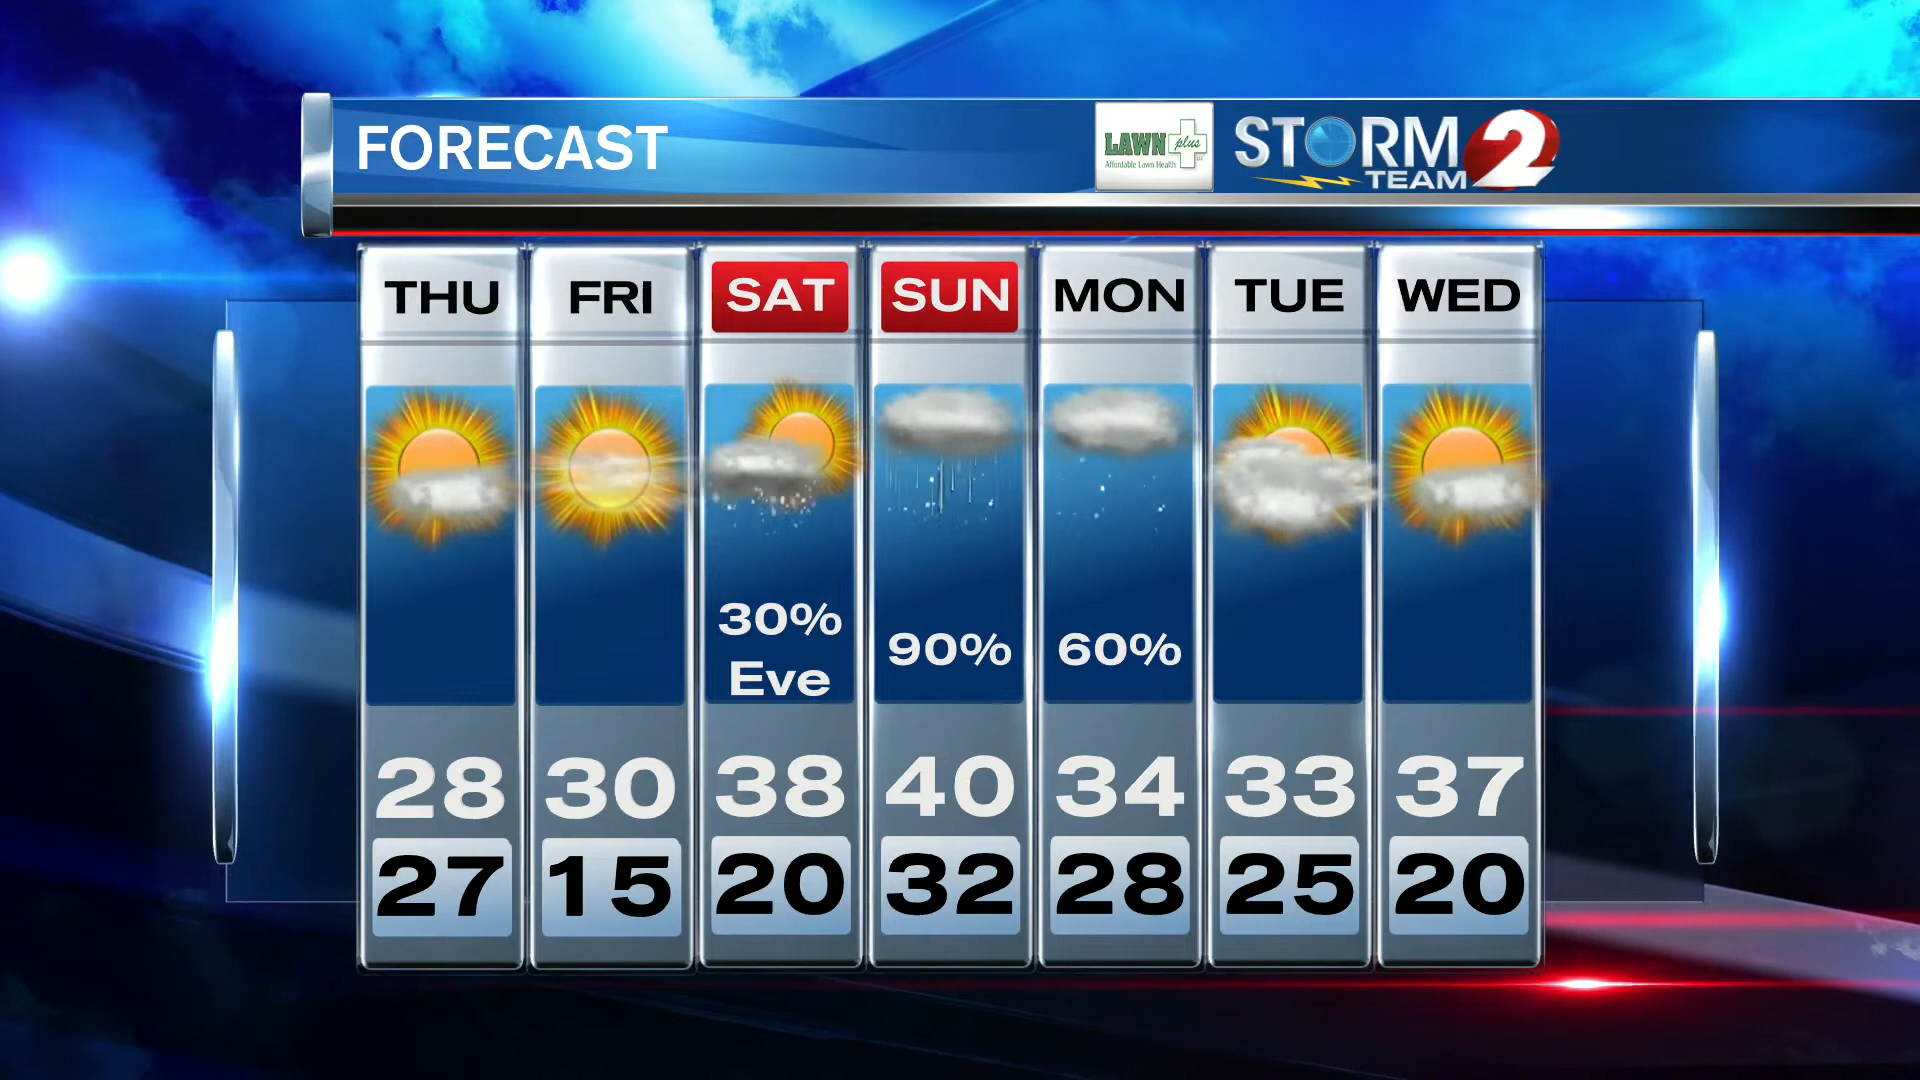 FORECAST
LAWN plus
Affordable Lawn Health
STORM
TEAM 2
THU FRI SAT SUN MON TUE WED
30%
Eve
90% 60%
28 30 38 40 34 33 37
27 15 20 32 28 25 20